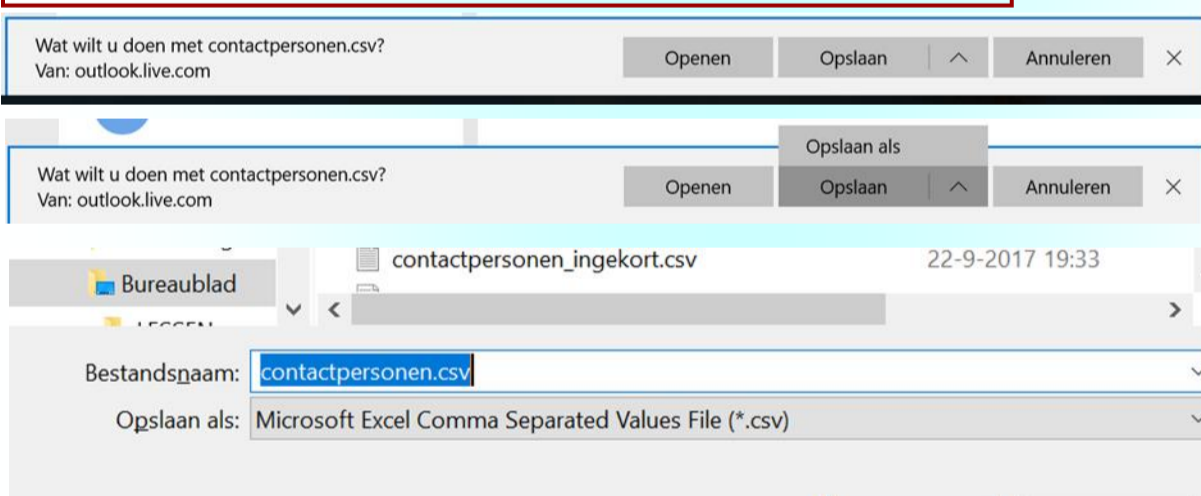 Wat wilt u doen met contactpersonen.csv?
Van: outlook.live.com
Openen
Opslaan
Annuleren
Opslaan als
Wat wilt u doen met contactpersonen.csv?
Van: outlook.live.com
Openen
Opslaan
Annuleren
contactpersonen_ingekort.csv 22-9-2017 19:33
Bureaublad
Bestandsnaam: contactpersonen.csv
Opslaan als: Microsoft Excel Comma Separated Values File (*.csv)